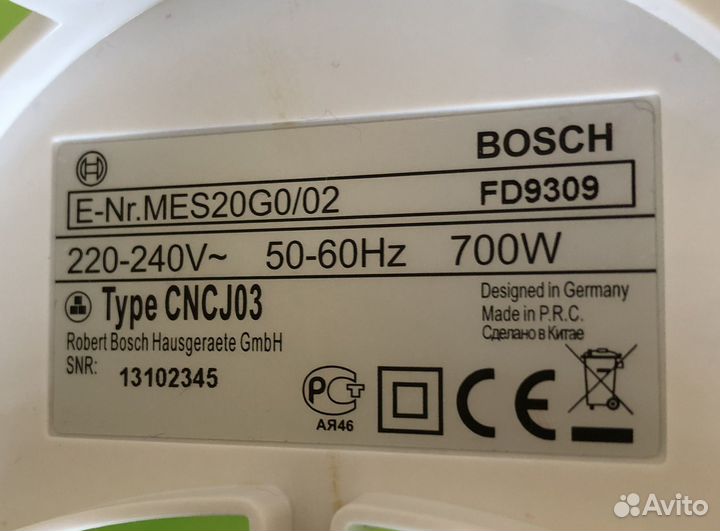 BOSCH
E-Nr.MES20G0/02 FD9309
220-240V~ 50-60Hz 700W
Type CNCJ03
Robert Bosch Hausgeraete GmbH
SNR: 13102345
Designed in Germany
Made in P.R.C.
Сделано в Китае
РСТ
АЯ46
CE
Avito